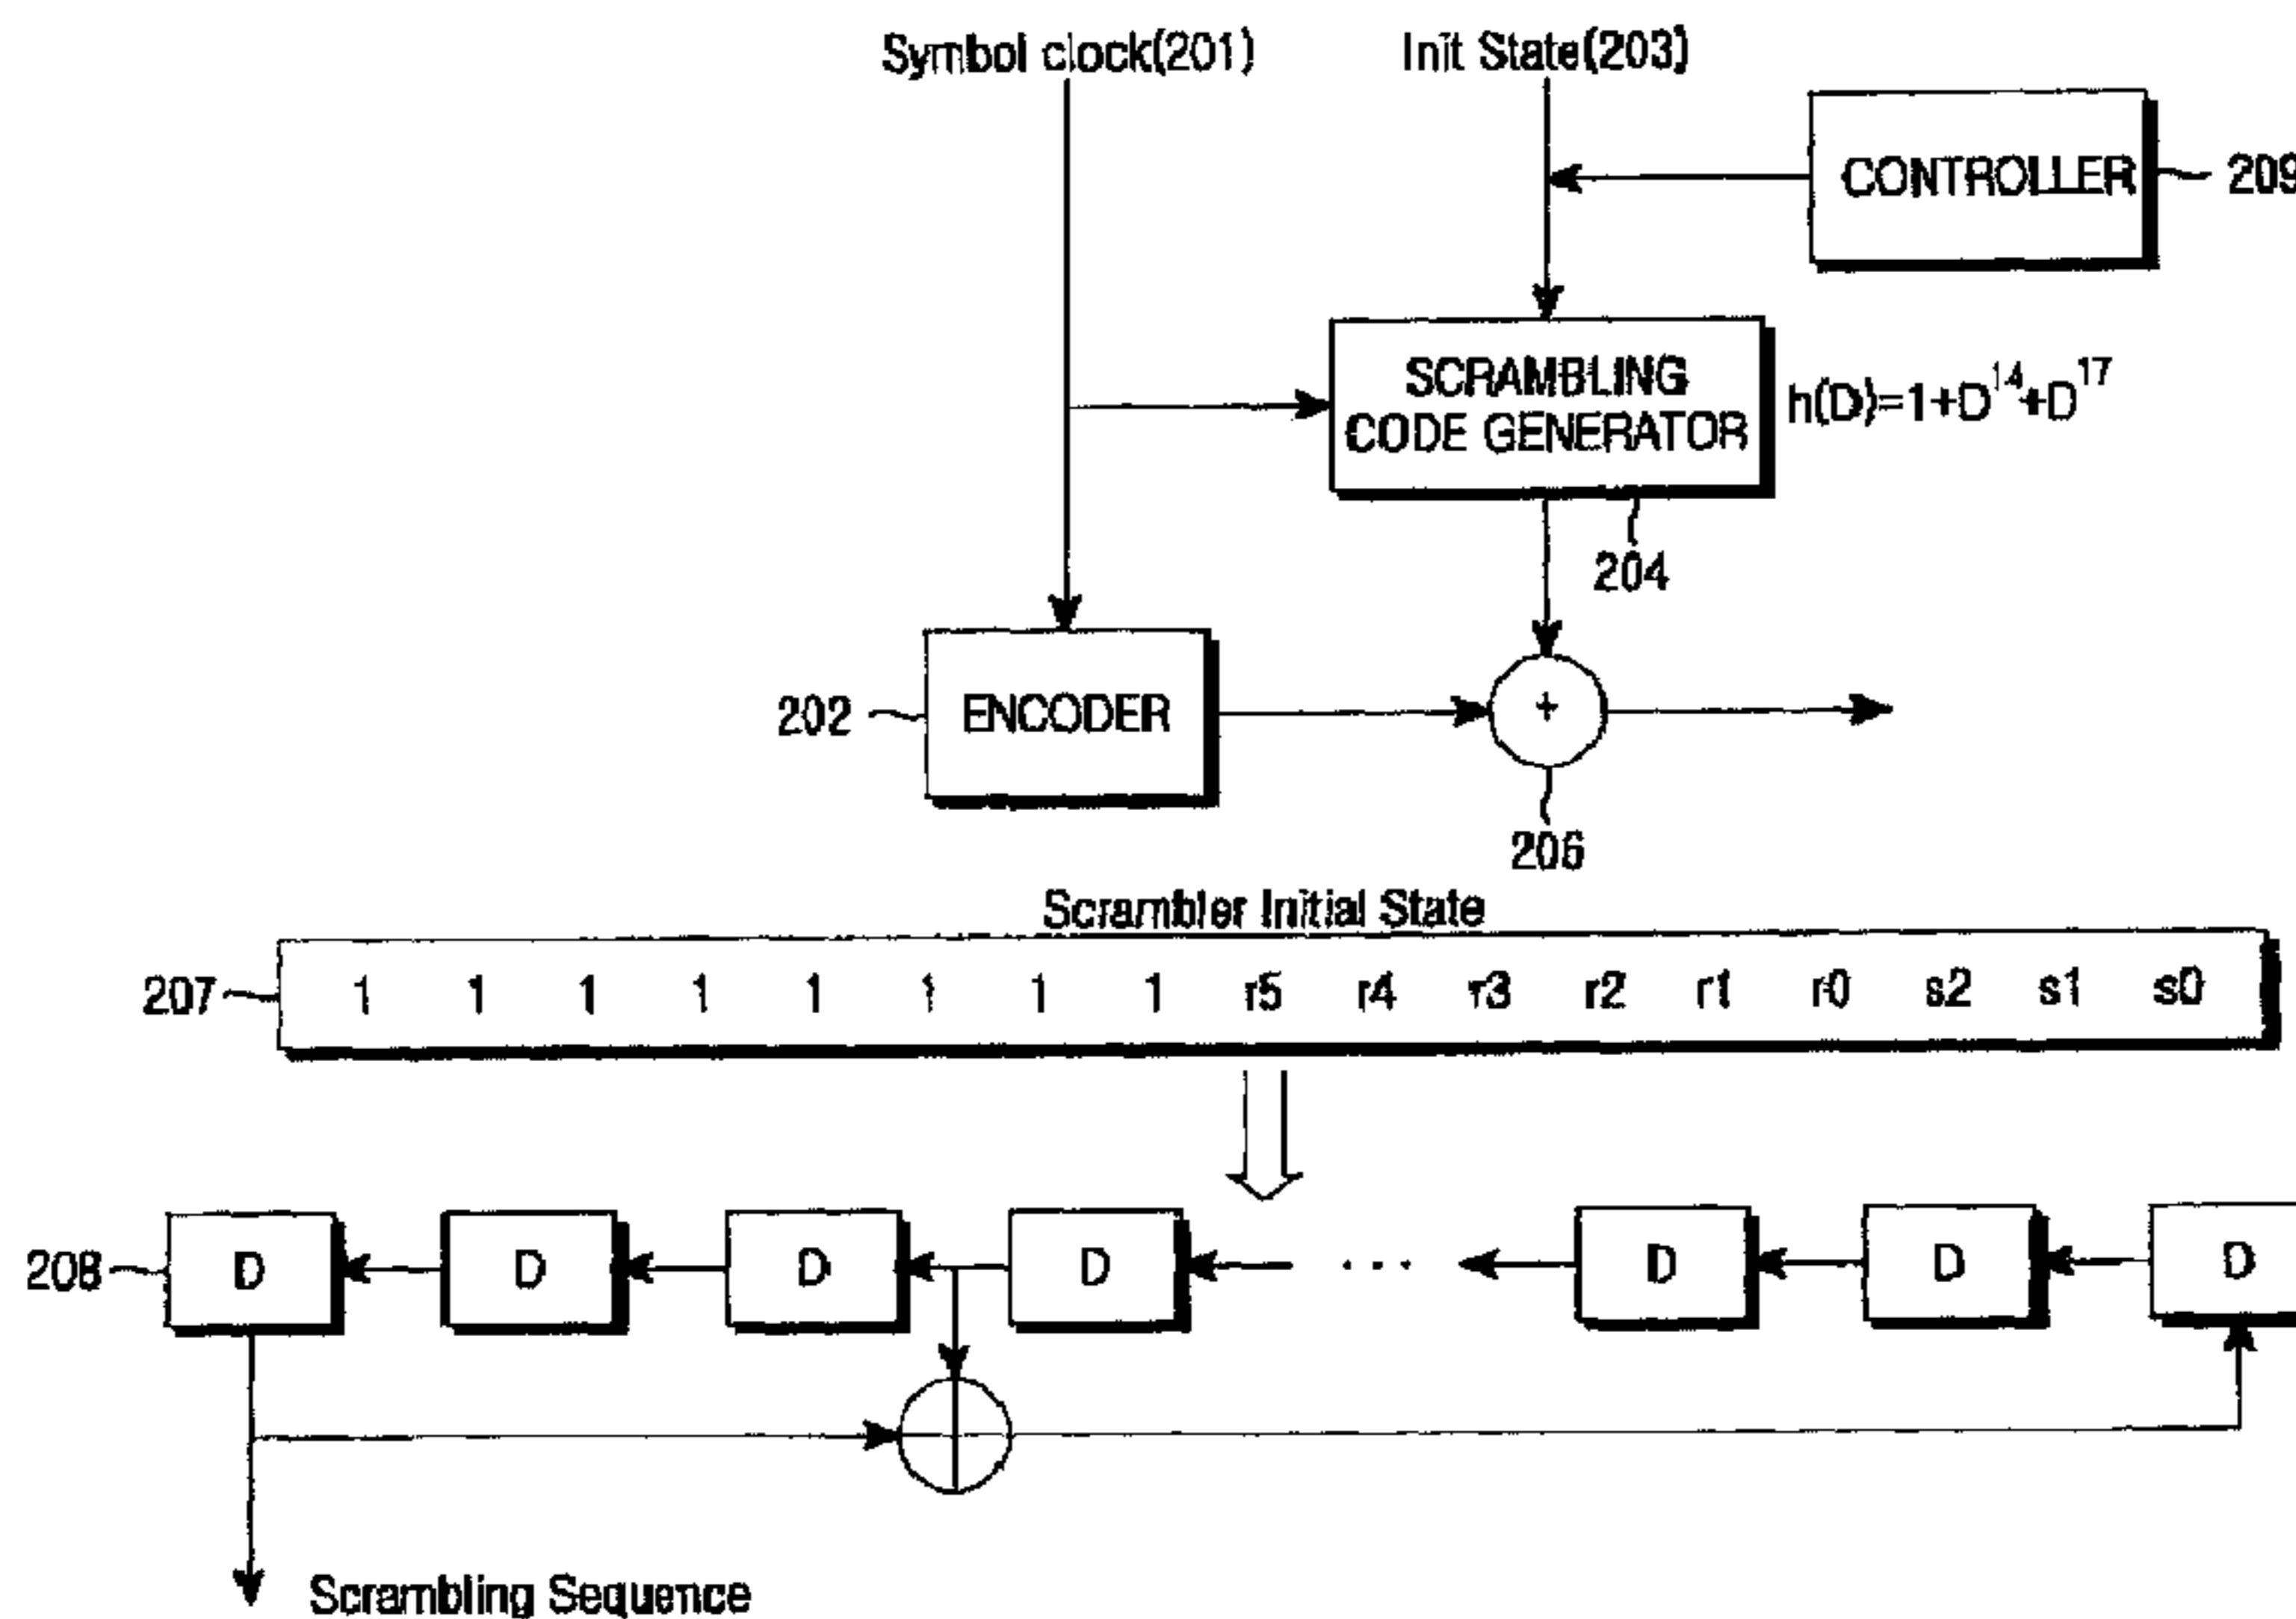 Symbol clock(201)
Init State(203)
CONTROLLER
209
SCRAMBLING
CODE GENERATOR
h(D)=1+D^14+D^17
204
202
ENCODER
+
206
Scrambler Initial State
207
1 1 1 1 1 1 1 1 r5 r4 r3 r2 r1 r0 s2 s1 s0
208
D D D D ... D D D
Scrambling Sequence